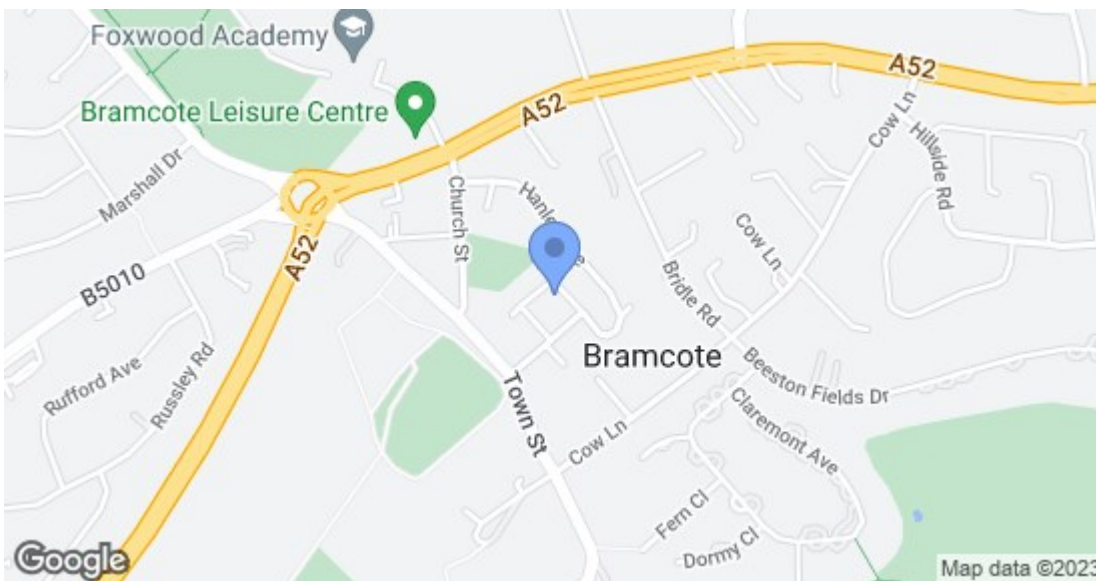 Foxwood Academy
Bramcote Leisure Centre
A52
A52
Cow Ln
Hillside Rd
Marshall Dr
Church St
Cow Ln
B5010
A52
Bridle Rd
Bramcote
Rufford Ave
Russley Rd
Town St
Beeston Fields Dr
Claremont Ave
Cow Ln
Fern Cl
Dormy Cl
Google
Map data ©2023